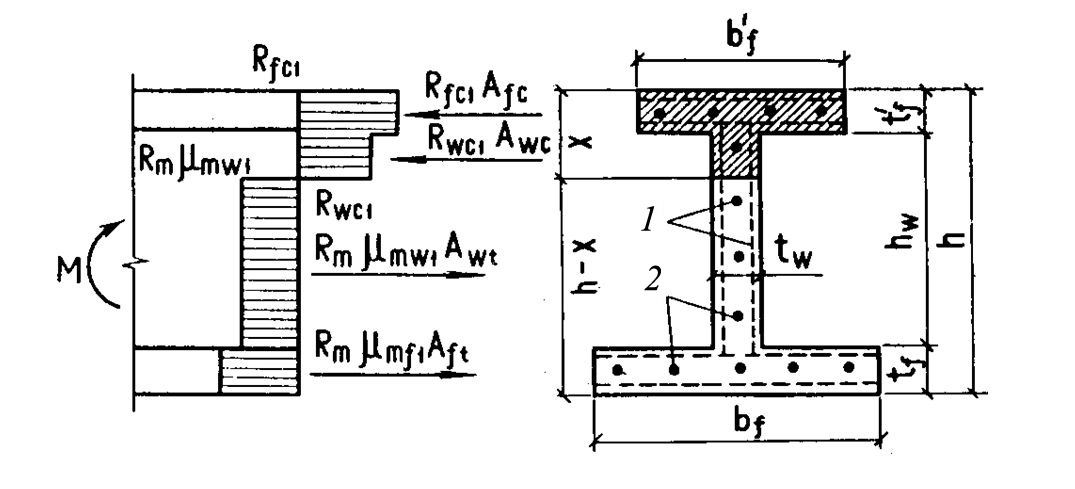 R_fc1
R_fc1 A_fc
R_wc1 A_wc
R_m μ_mw1
R_wc1
R_m μ_mw1 A_wt
R_m μ_mf1 A_ft
M
x
h-x
b'_f
t'_f
1
2
t_w
h_w
h
t_f
b_f